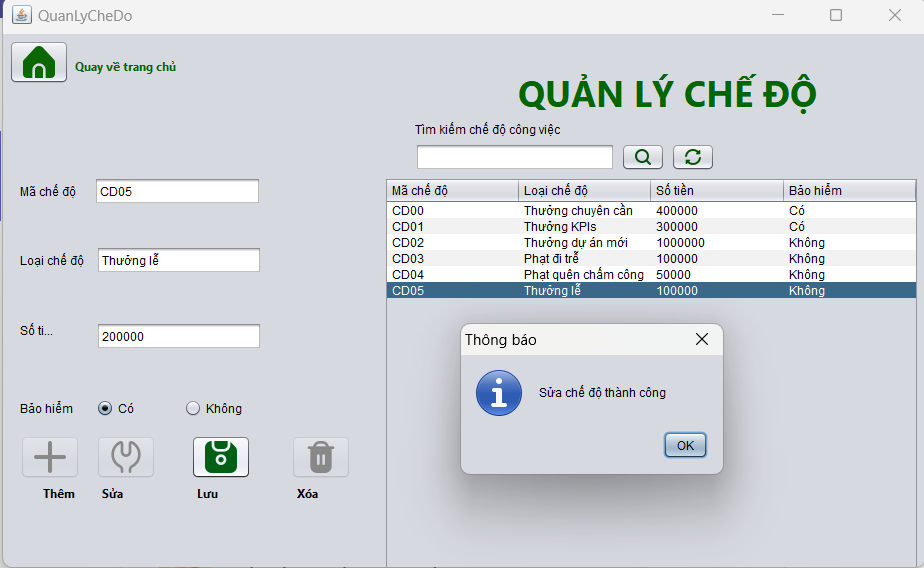 QuanLyCheDo
Quay về trang chủ
QUẢN LÝ CHẾ ĐỘ
Tìm kiếm chế độ công việc
Mã chế độ CD05
Loại chế độ Thưởng lễ
Số ti... 200000
Bảo hiểm Có Không
Thêm Sửa Lưu Xóa
Mã chế độ Loại chế độ Số tiền Bảo hiểm
CD00 Thưởng chuyên cần 400000 Có
CD01 Thưởng KPIs 300000 Có
CD02 Thưởng dự án mới 1000000 Không
CD03 Phạt đi trễ 100000 Không
CD04 Phạt quên chấm công 50000 Không
CD05 Thưởng lễ 100000 Không
Thông báo
Sửa chế độ thành công
OK